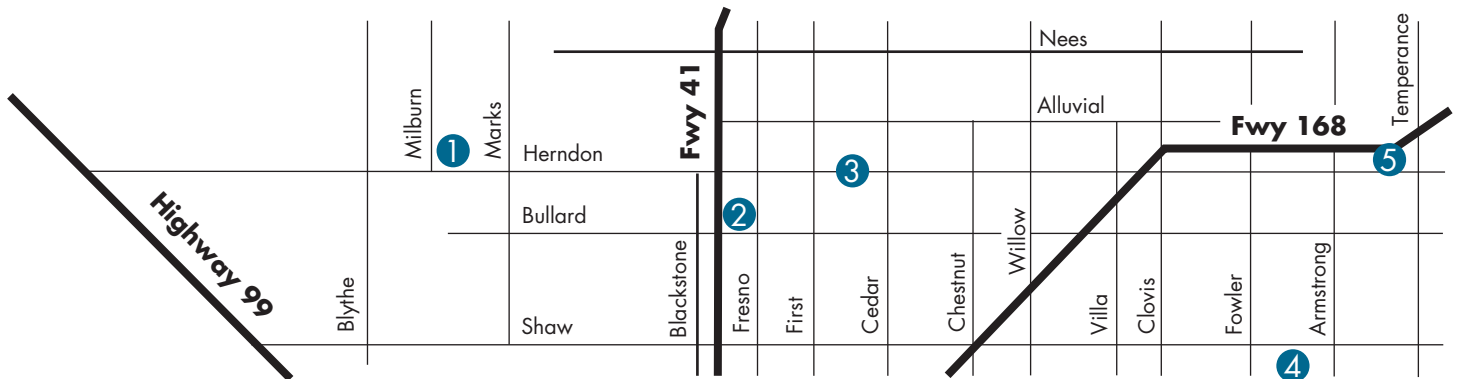 Nees
Temperance
Milburn
Marks
Fwy 41
Alluvial
Fwy 168
1
Herndon
3
5
Highway 99
Bullard
2
Willow
Blythe
Shaw
Blackstone
Fresno
First
Cedar
Chestnut
Villa
Clovis
Fowler
Armstrong
4